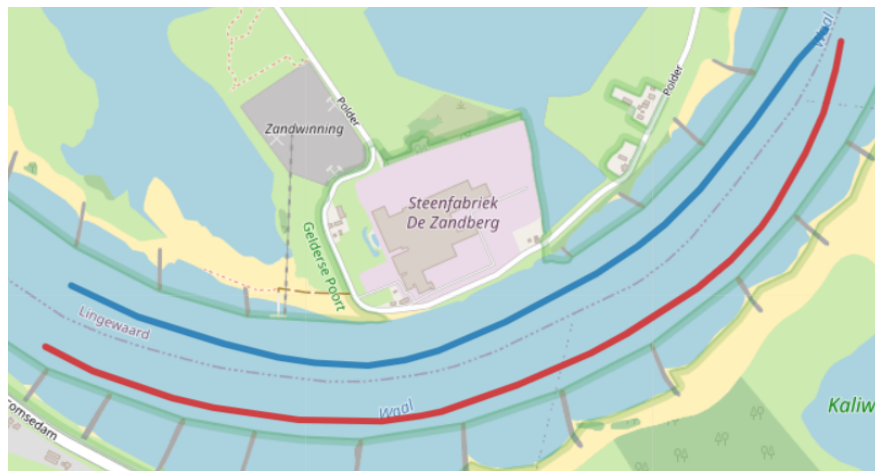 Waal
Polder
Polder
Zandwinning
Steenfabriek
De Zandberg
Gelderse Poort
Lingewaard
Waal
omsedam
Kaliw